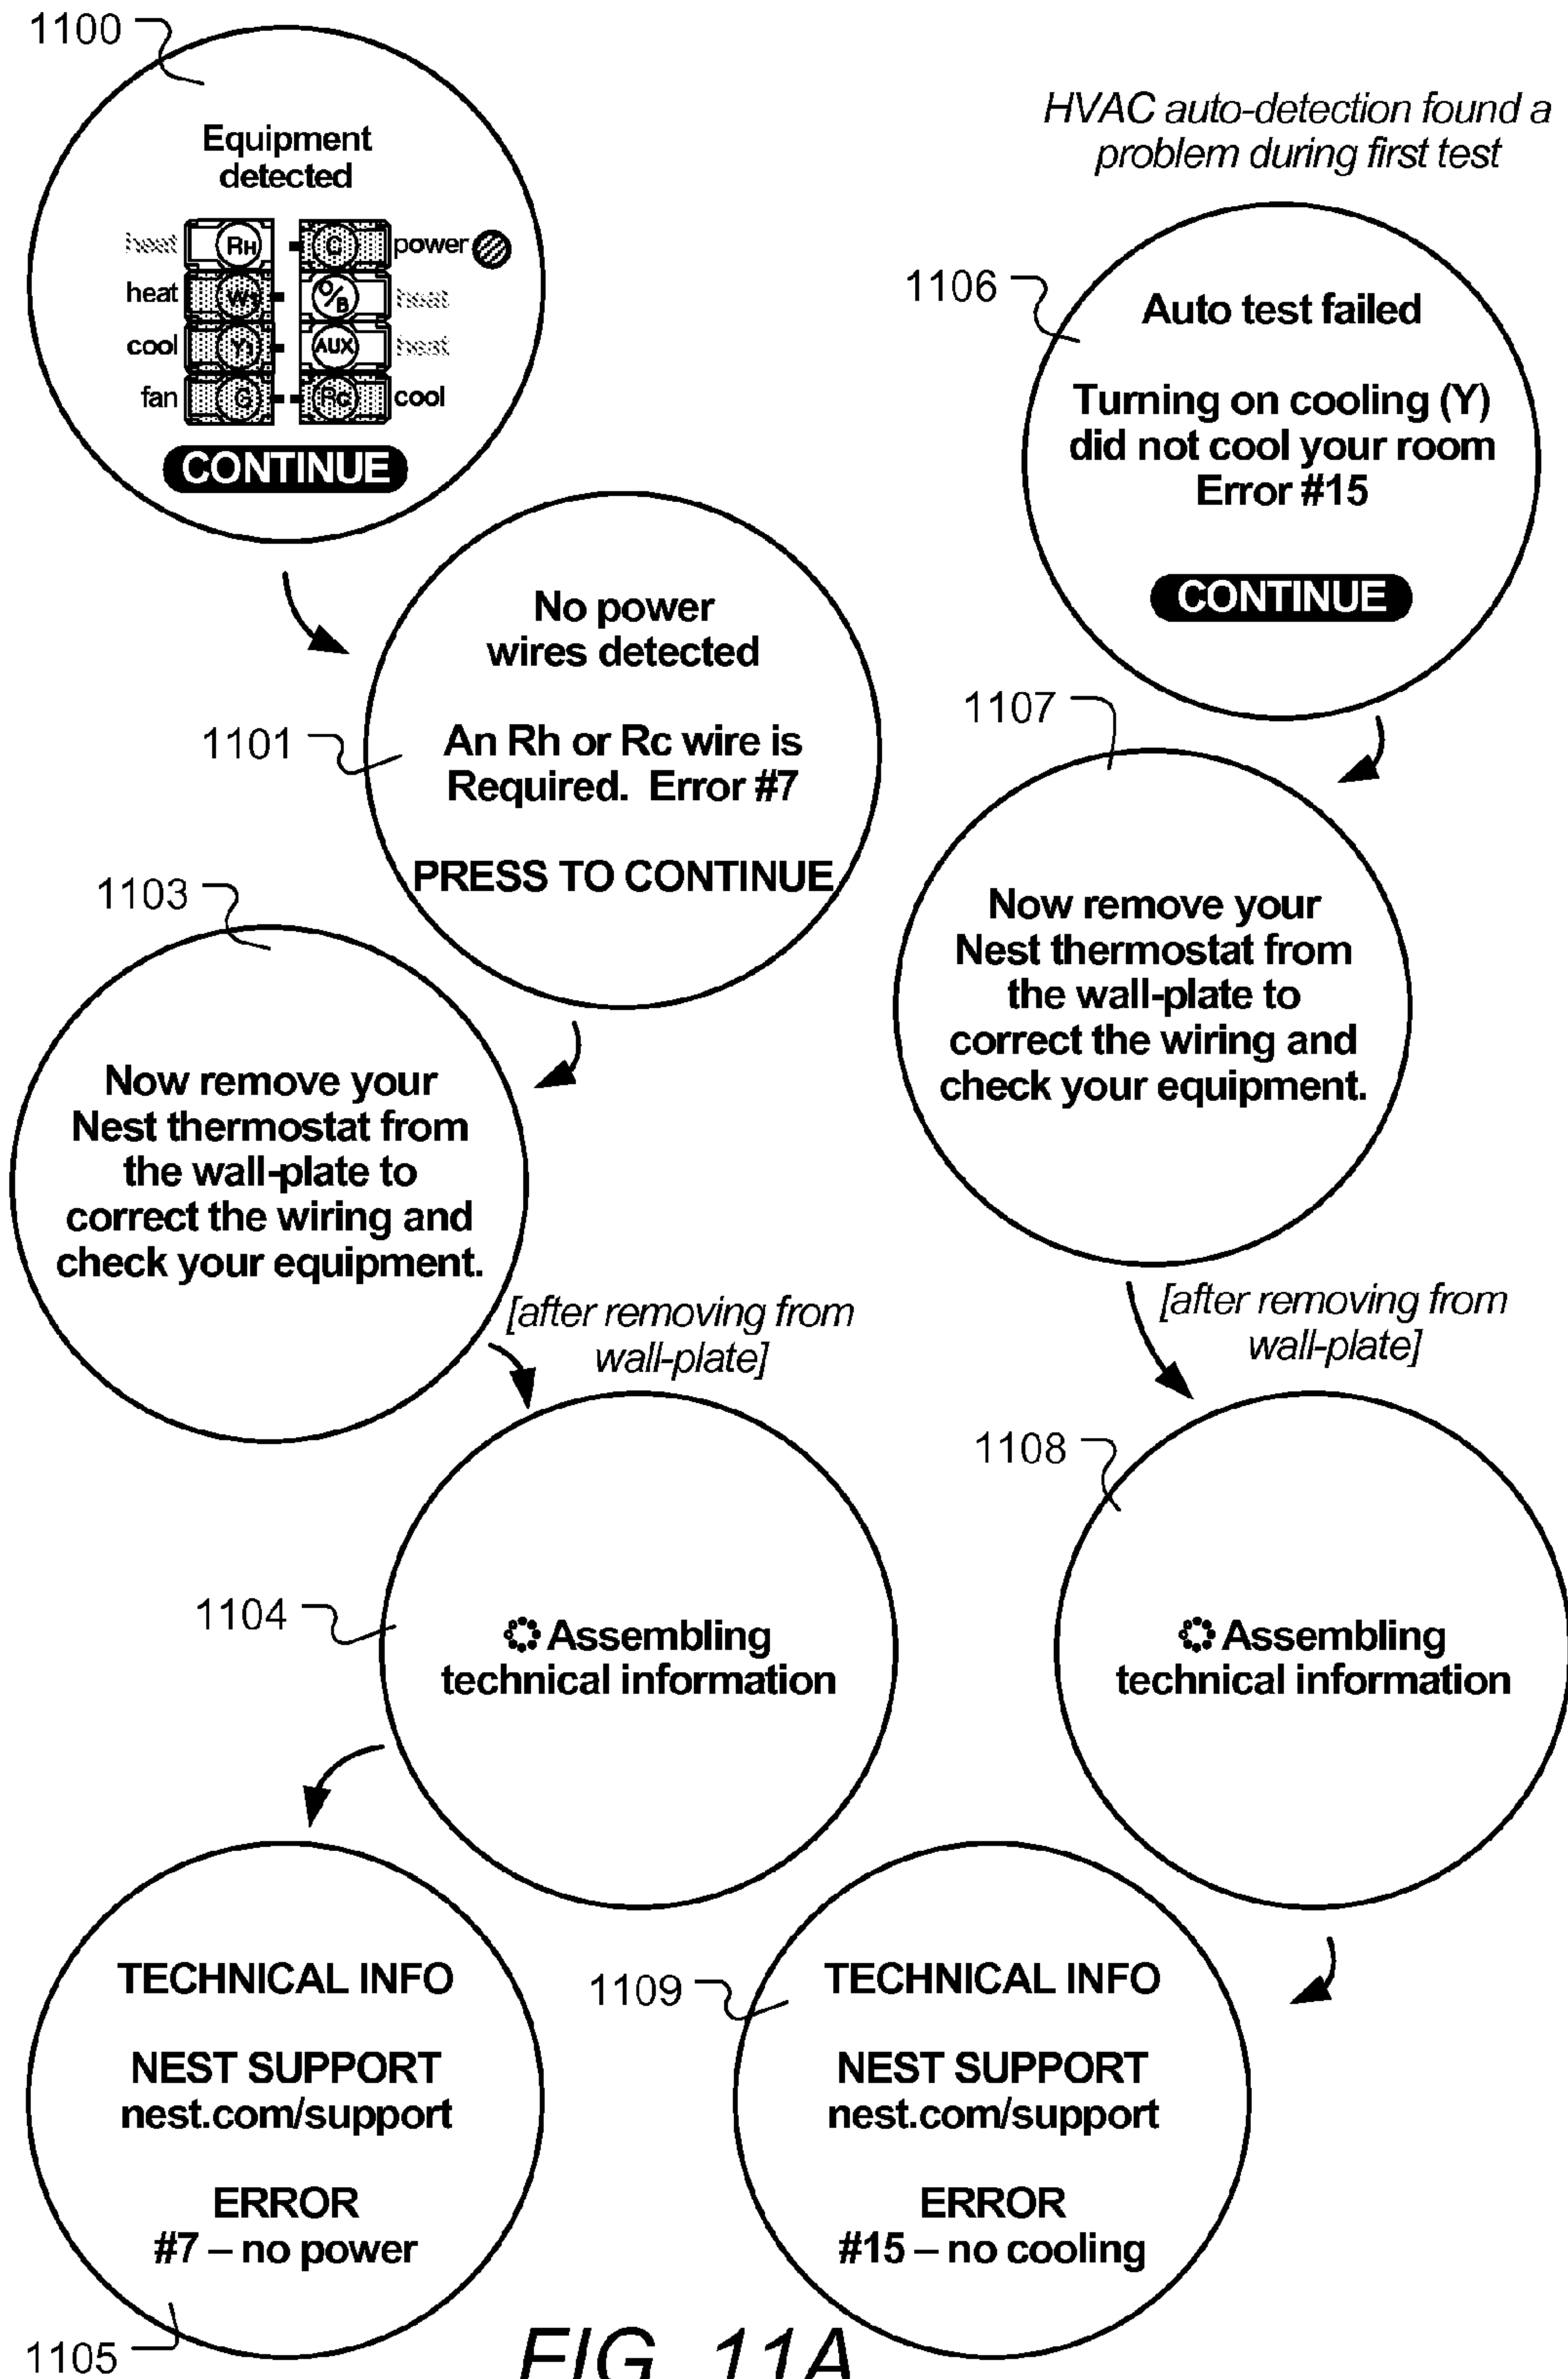 1100
Equipment
detected
heat RH C power
heat W1 O/B heat
cool Y1 AUX heat
fan G Rc cool
CONTINUE
HVAC auto-detection found a
problem during first test
1106
Auto test failed
Turning on cooling (Y)
did not cool your room
Error #15
CONTINUE
1101
No power
wires detected
An Rh or Rc wire is
Required. Error #7
PRESS TO CONTINUE
1107
Now remove your
Nest thermostat from
the wall-plate to
correct the wiring and
check your equipment.
1103
Now remove your
Nest thermostat from
the wall-plate to
correct the wiring and
check your equipment.
[after removing from
wall-plate]
[after removing from
wall-plate]
1104
Assembling
technical information
1108
Assembling
technical information
TECHNICAL INFO
NEST SUPPORT
nest.com/support
ERROR
#7 – no power
1105
1109
TECHNICAL INFO
NEST SUPPORT
nest.com/support
ERROR
#15 – no cooling
FIG. 11A